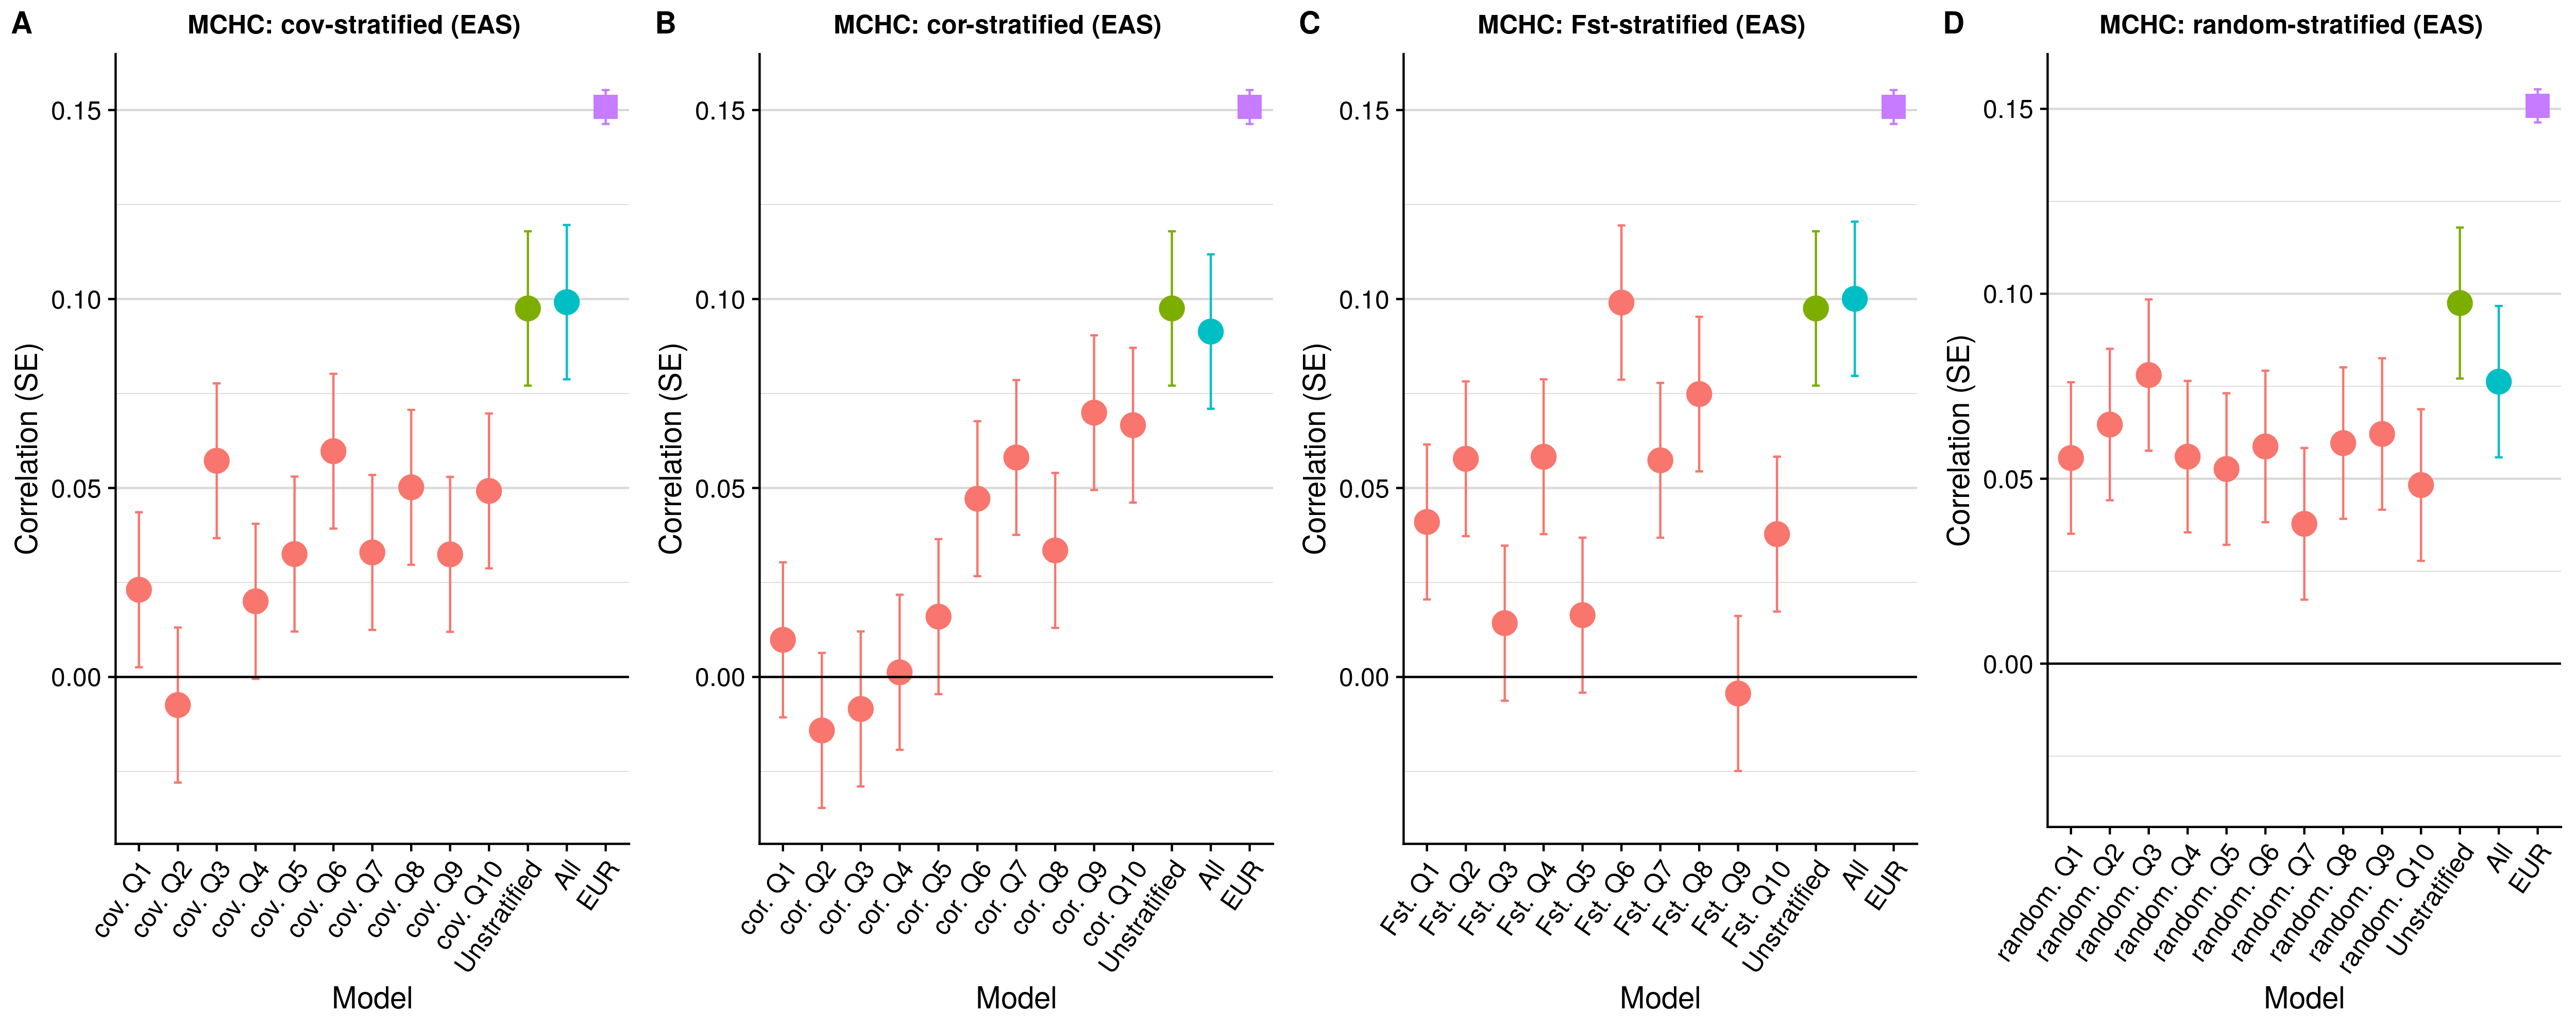 A
MCHC: cov-stratified (EAS)
Correlation (SE)
0.15
0.10
0.05
0.00
cov. Q1
cov. Q2
cov. Q3
cov. Q4
cov. Q5
cov. Q6
cov. Q7
cov. Q8
cov. Q9
cov. Q10
Unstratified
All
EUR
Model
B
MCHC: cor-stratified (EAS)
Correlation (SE)
0.15
0.10
0.05
0.00
cor. Q1
cor. Q2
cor. Q3
cor. Q4
cor. Q5
cor. Q6
cor. Q7
cor. Q8
cor. Q9
cor. Q10
Unstratified
All
EUR
Model
C
MCHC: Fst-stratified (EAS)
Correlation (SE)
0.15
0.10
0.05
0.00
Fst. Q1
Fst. Q2
Fst. Q3
Fst. Q4
Fst. Q5
Fst. Q6
Fst. Q7
Fst. Q8
Fst. Q9
Fst. Q10
Unstratified
All
EUR
Model
D
MCHC: random-stratified (EAS)
Correlation (SE)
0.15
0.10
0.05
0.00
random. Q1
random. Q2
random. Q3
random. Q4
random. Q5
random. Q6
random. Q7
random. Q8
random. Q9
random. Q10
Unstratified
All
EUR
Model